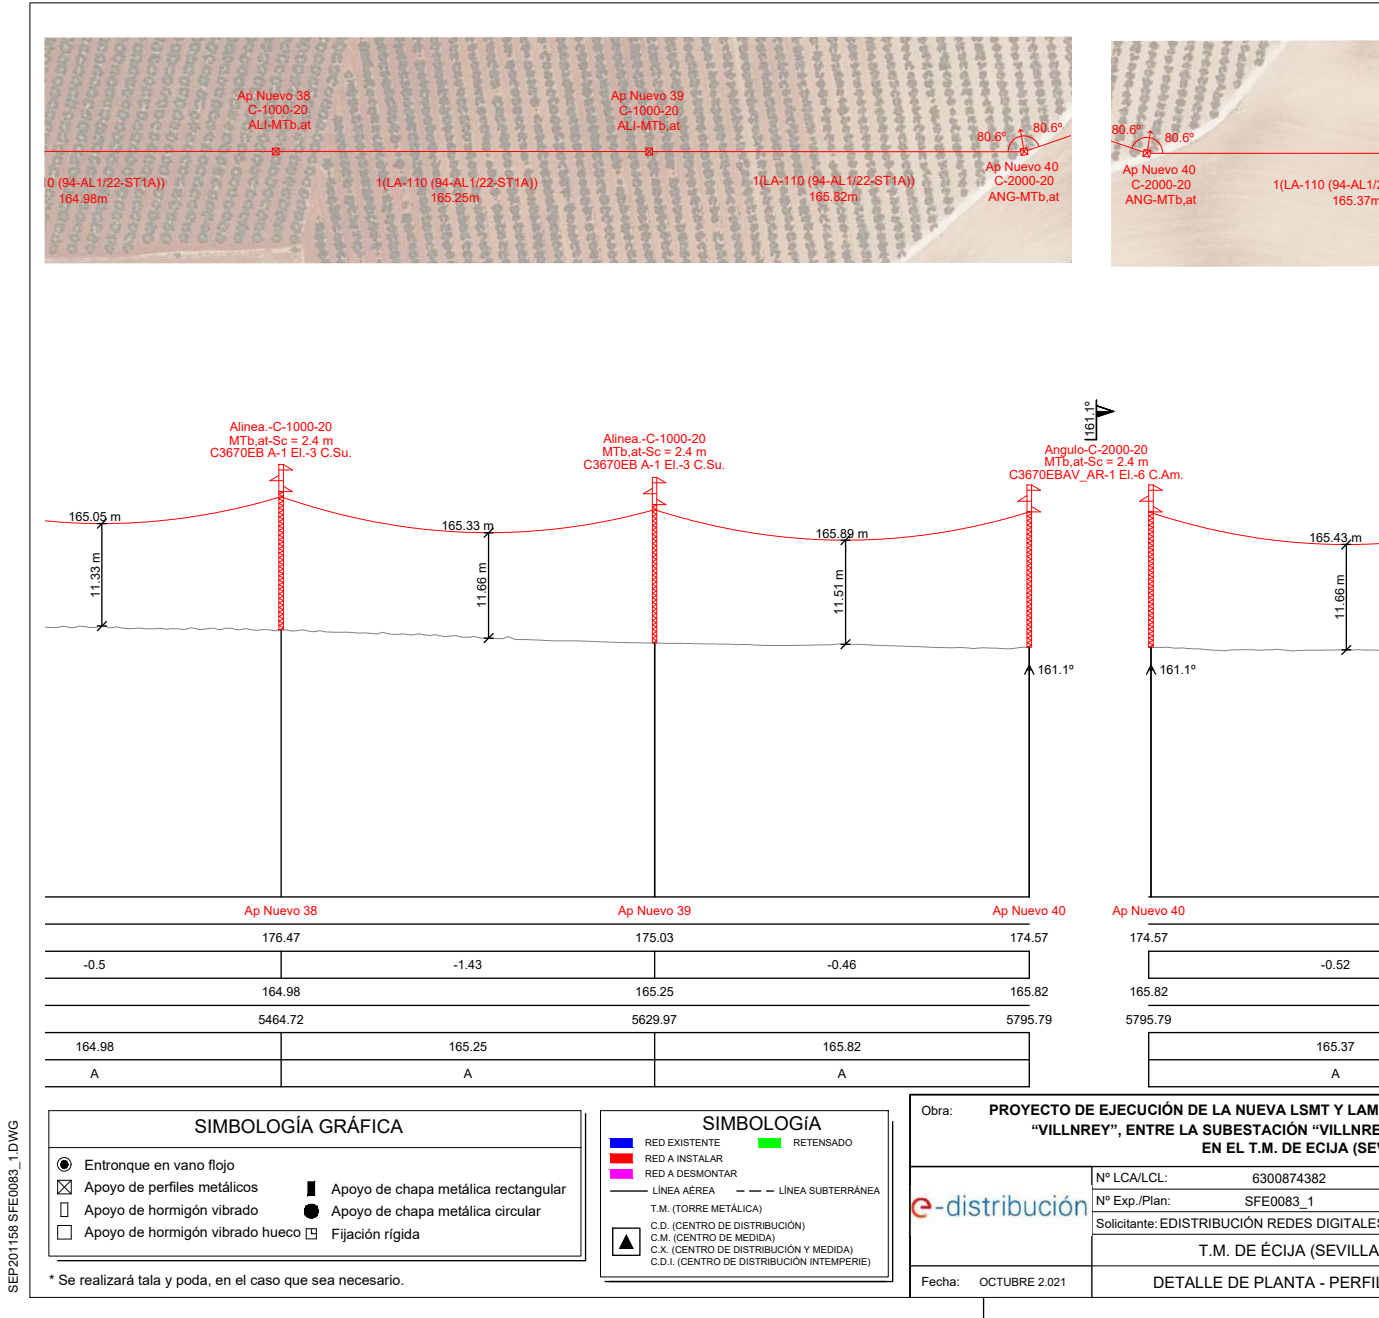 Ap Nuevo 38
C-1000-20
ALI-MTb,at
Ap Nuevo 39
C-1000-20
ALI-MTb,at
80.6º
80.6º
Ap Nuevo 40
C-2000-20
ANG-MTb,at
0 (94-AL1/22-ST1A))
164.98m
1(LA-110 (94-AL1/22-ST1A))
165.25m
1(LA-110 (94-AL1/22-ST1A))
165.82m
80.6º
80.6º
Ap Nuevo 40
C-2000-20
ANG-MTb,at
1(LA-110 (94-AL1/2
165.37m
161.1º
Alinea.-C-1000-20
MTb,at-Sc = 2.4 m
C3670EB A-1 El.-3 C.Su.
Alinea.-C-1000-20
MTb,at-Sc = 2.4 m
C3670EB A-1 El.-3 C.Su.
Angulo-C-2000-20
MTb,at-Sc = 2.4 m
C3670EBAV_AR-1 El.-6 C.Am.
165.05 m
165.33 m
165.89 m
165.43 m
11.33 m
11.66 m
11.51 m
11.66 m
161.1º
161.1º
Ap Nuevo 38
Ap Nuevo 39
Ap Nuevo 40
Ap Nuevo 40
176.47
175.03
174.57
174.57
-0.5
-1.43
-0.46
-0.52
164.98
165.25
165.82
165.82
5464.72
5629.97
5795.79
5795.79
164.98
165.25
165.82
165.37
A
A
A
A
SIMBOLOGÍA GRÁFICA
Entronque en vano flojo
Apoyo de perfiles metálicos
Apoyo de hormigón vibrado
Apoyo de hormigón vibrado hueco
Apoyo de chapa metálica rectangular
Apoyo de chapa metálica circular
Fijación rígida
* Se realizará tala y poda, en el caso que sea necesario.
SIMBOLOGíA
RED EXISTENTE
RETENSADO
RED A INSTALAR
RED A DESMONTAR
LÍNEA AÉREA
LÍNEA SUBTERRÁNEA
T.M. (TORRE METÁLICA)
C.D. (CENTRO DE DISTRIBUCIÓN)
C.M. (CENTRO DE MEDIDA)
C.X. (CENTRO DE DISTRIBUCIÓN Y MEDIDA)
C.D.I. (CENTRO DE DISTRIBUCIÓN INTEMPERIE)
Obra:
PROYECTO DE EJECUCIÓN DE LA NUEVA LSMT Y LAM
“VILLNREY”, ENTRE LA SUBESTACIÓN “VILLNRE
EN EL T.M. DE ECIJA (SE
e-distribución
Nº LCA/LCL: 6300874382
Nº Exp./Plan: SFE0083_1
Solicitante: EDISTRIBUCIÓN REDES DIGITALES
T.M. DE ÉCIJA (SEVILLA
Fecha: OCTUBRE 2.021
DETALLE DE PLANTA - PERFIL
SEP201158 SFE0083_1.DWG